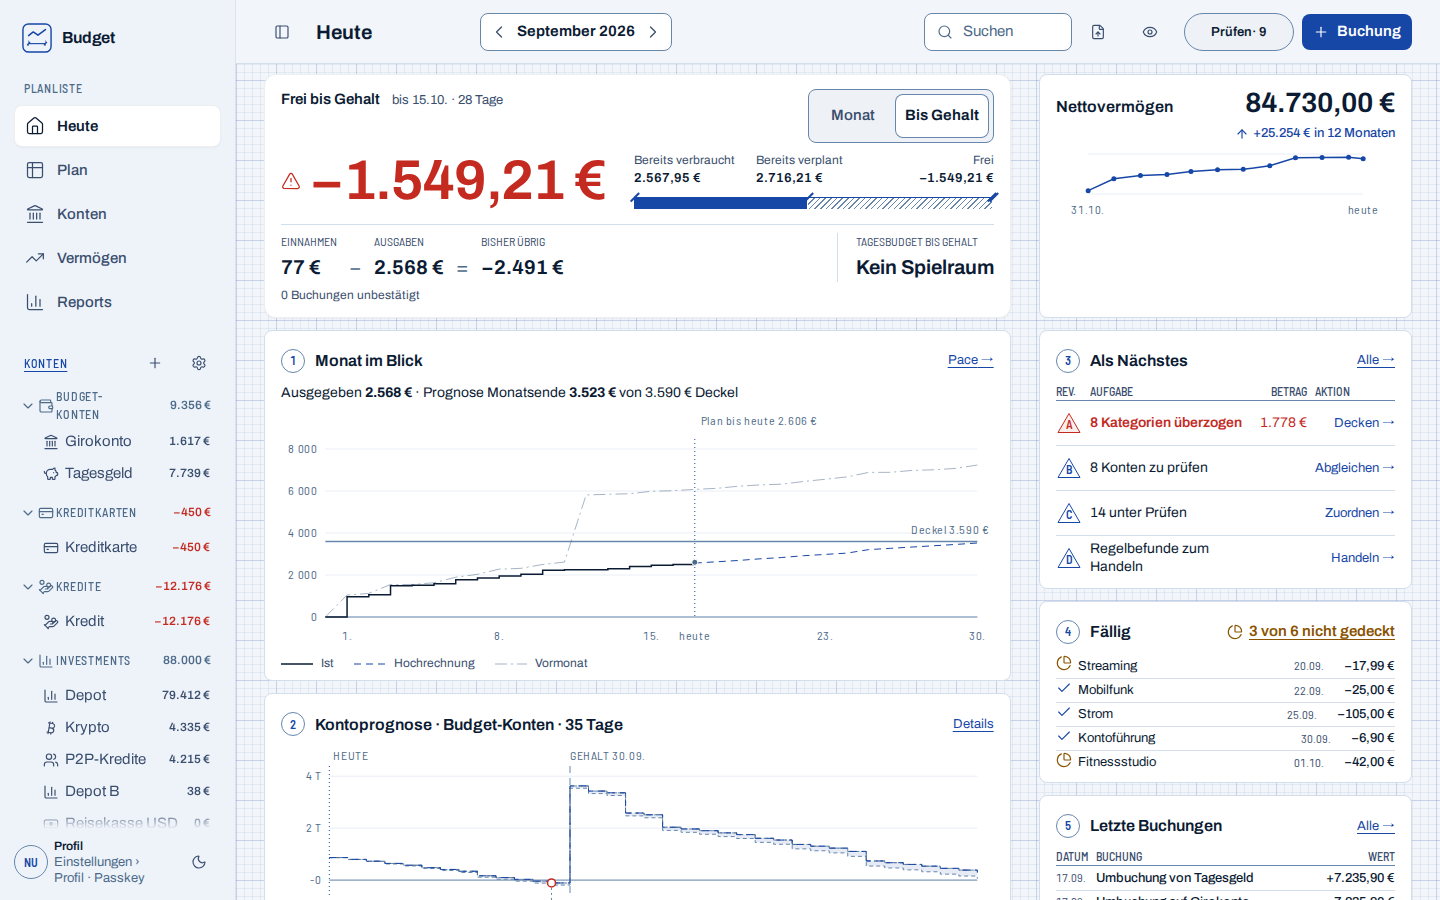 Budget
Heute
September 2026
Suchen
Prüfen · 9
Buchung
PLANLISTE
Heute
Plan
Konten
Vermögen
Reports
KONTEN
BUDGET-
KONTEN
9.356 €
Girokonto 1.617 €
Tagesgeld 7.739 €
KREDITKARTEN −450 €
Kreditkarte −450 €
KREDITE −12.176 €
Kredit −12.176 €
INVESTMENTS 88.000 €
Depot 79.412 €
Krypto 4.335 €
P2P-Kredite 4.215 €
Depot B 38 €
Reisekasse USD 0 €
NU
Profil
Einstellungen ›
Profil · Passkey
Frei bis Gehalt bis 15.10. · 28 Tage
Monat Bis Gehalt
−1.549,21 €
Bereits verbraucht Bereits verplant Frei
2.567,95 € 2.716,21 € −1.549,21 €
EINNAHMEN AUSGABEN BISHER ÜBRIG TAGESBUDGET BIS GEHALT
77 € − 2.568 € = −2.491 € Kein Spielraum
0 Buchungen unbestätigt
Nettovermögen 84.730,00 €
+25.254 € in 12 Monaten
31.10. heute
1 Monat im Blick Pace →
Ausgegeben 2.568 € · Prognose Monatsende 3.523 € von 3.590 € Deckel
Plan bis heute 2.606 €
8 000
6 000
4 000
Deckel 3.590 €
2 000
0
1. 8. 15. heute 23. 30.
Ist Hochrechnung Vormonat
2 Kontoprognose · Budget-Konten · 35 Tage Details
HEUTE GEHALT 30.09.
4 T
2 T
-0
3 Als Nächstes Alle →
REV. AUFGABE BETRAG AKTION
A 8 Kategorien überzogen 1.778 € Decken →
B 8 Konten zu prüfen Abgleichen →
C 14 unter Prüfen Zuordnen →
D Regelbefunde zum
Handeln
Handeln →
4 Fällig 3 von 6 nicht gedeckt
Streaming 20.09. −17,99 €
Mobilfunk 22.09. −25,00 €
Strom 25.09. −105,00 €
Kontoführung 30.09. −6,90 €
Fitnessstudio 01.10. −42,00 €
5 Letzte Buchungen Alle →
DATUM BUCHUNG WERT
17.09. Umbuchung von Tagesgeld +7.235,90 €